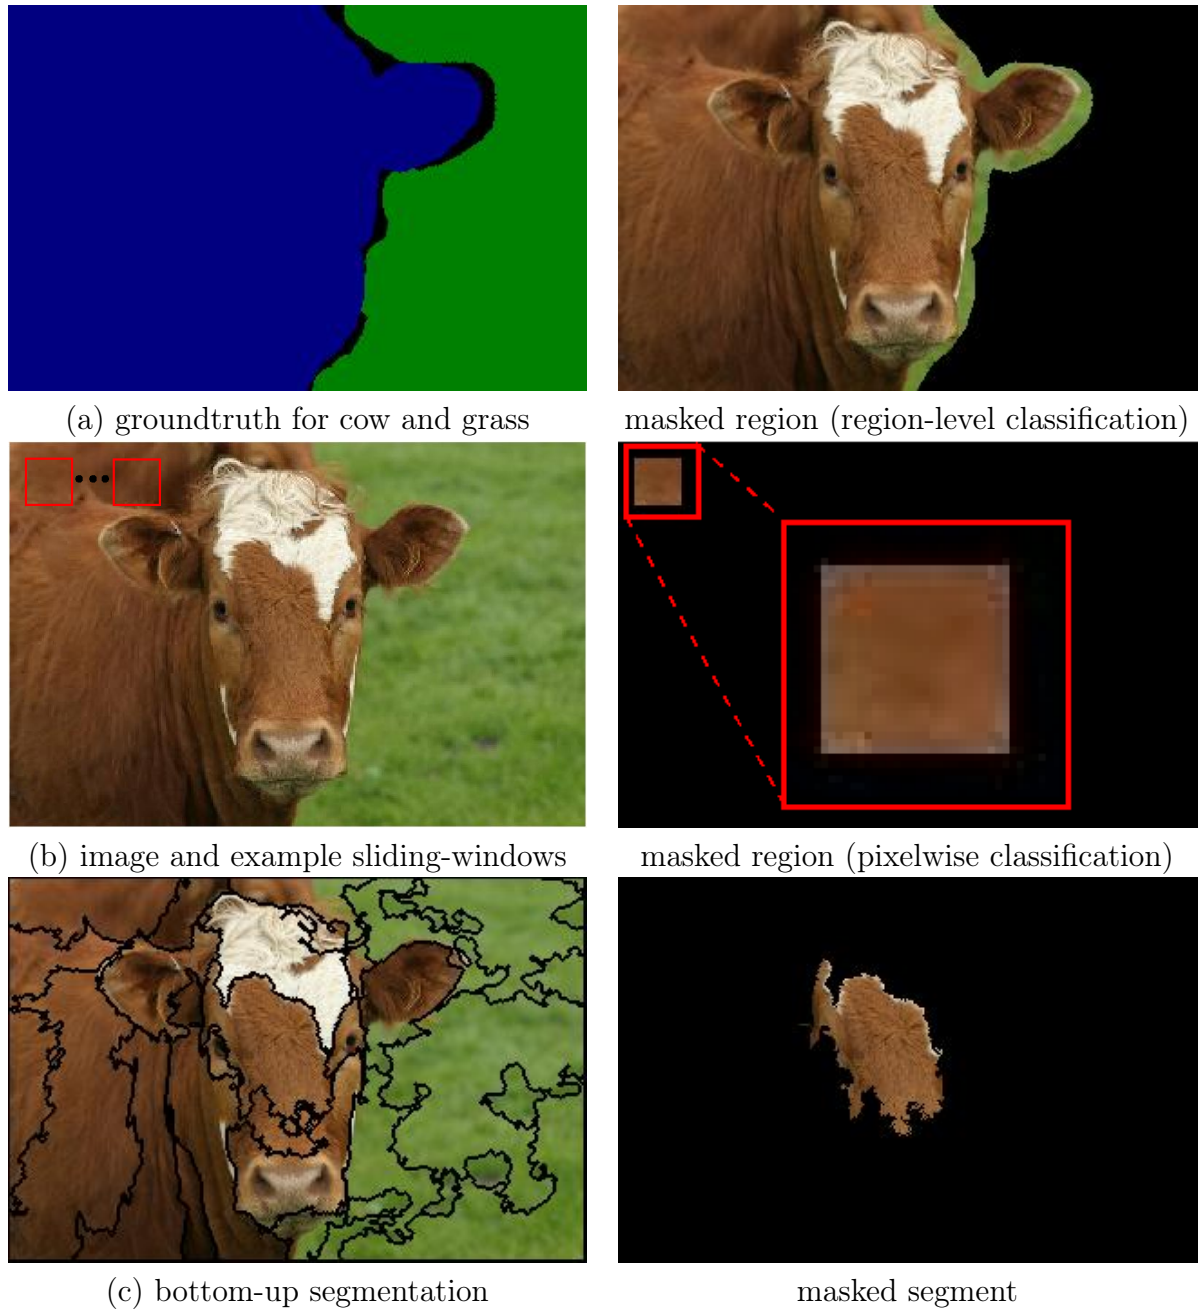 (a) groundtruth for cow and grass
masked region (region-level classification)
(b) image and example sliding-windows
masked region (pixelwise classification)
(c) bottom-up segmentation
masked segment